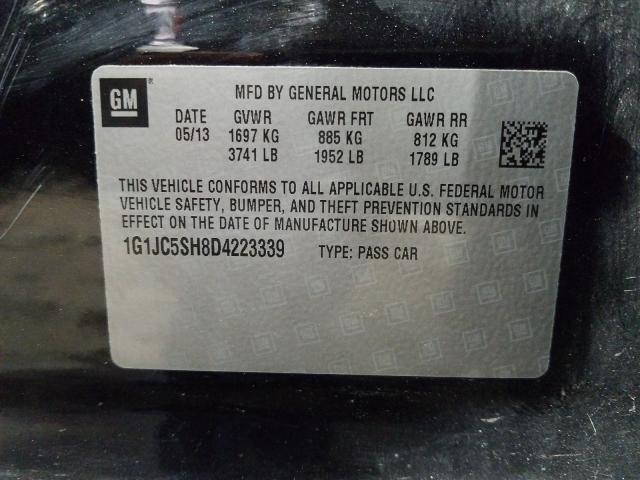 GM
MFD BY GENERAL MOTORS LLC
DATE GVWR GAWR FRT GAWR RR
05/13 1697 KG 885 KG 812 KG
3741 LB 1952 LB 1789 LB
THIS VEHICLE CONFORMS TO ALL APPLICABLE U.S. FEDERAL MOTOR
VEHICLE SAFETY, BUMPER, AND THEFT PREVENTION STANDARDS IN
EFFECT ON THE DATE OF MANUFACTURE SHOWN ABOVE.
1G1JC5SH8D4223339 TYPE: PASS CAR